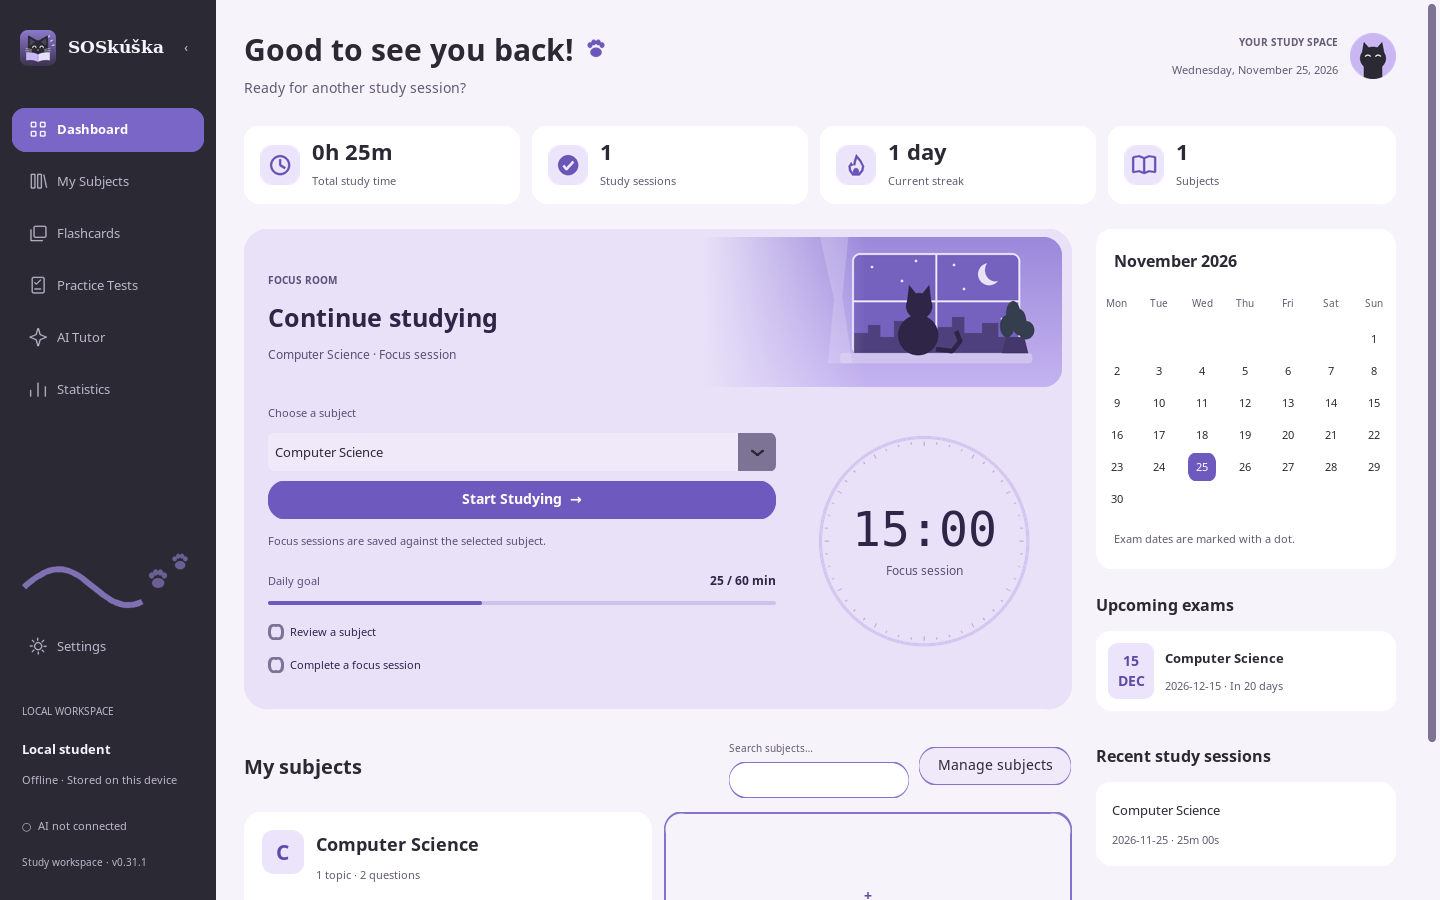 SOSkúška
‹
Dashboard
My Subjects
Flashcards
Practice Tests
AI Tutor
Statistics
Settings
LOCAL WORKSPACE
Local student
Offline · Stored on this device
○ AI not connected
Study workspace · v0.31.1
Good to see you back!
Ready for another study session?
YOUR STUDY SPACE
Wednesday, November 25, 2026
0h 25m
Total study time
1
Study sessions
1 day
Current streak
1
Subjects
FOCUS ROOM
Continue studying
Computer Science · Focus session
Choose a subject
Computer Science
Start Studying →
Focus sessions are saved against the selected subject.
Daily goal 25 / 60 min
Review a subject
Complete a focus session
15:00
Focus session
November 2026
Mon Tue Wed Thu Fri Sat Sun
1
2 3 4 5 6 7 8
9 10 11 12 13 14 15
16 17 18 19 20 21 22
23 24 25 26 27 28 29
30
Exam dates are marked with a dot.
Upcoming exams
15
DEC
Computer Science
2026-12-15 · In 20 days
Recent study sessions
Computer Science
2026-11-25 · 25m 00s
My subjects
Search subjects...
Manage subjects
C
Computer Science
1 topic · 2 questions
+